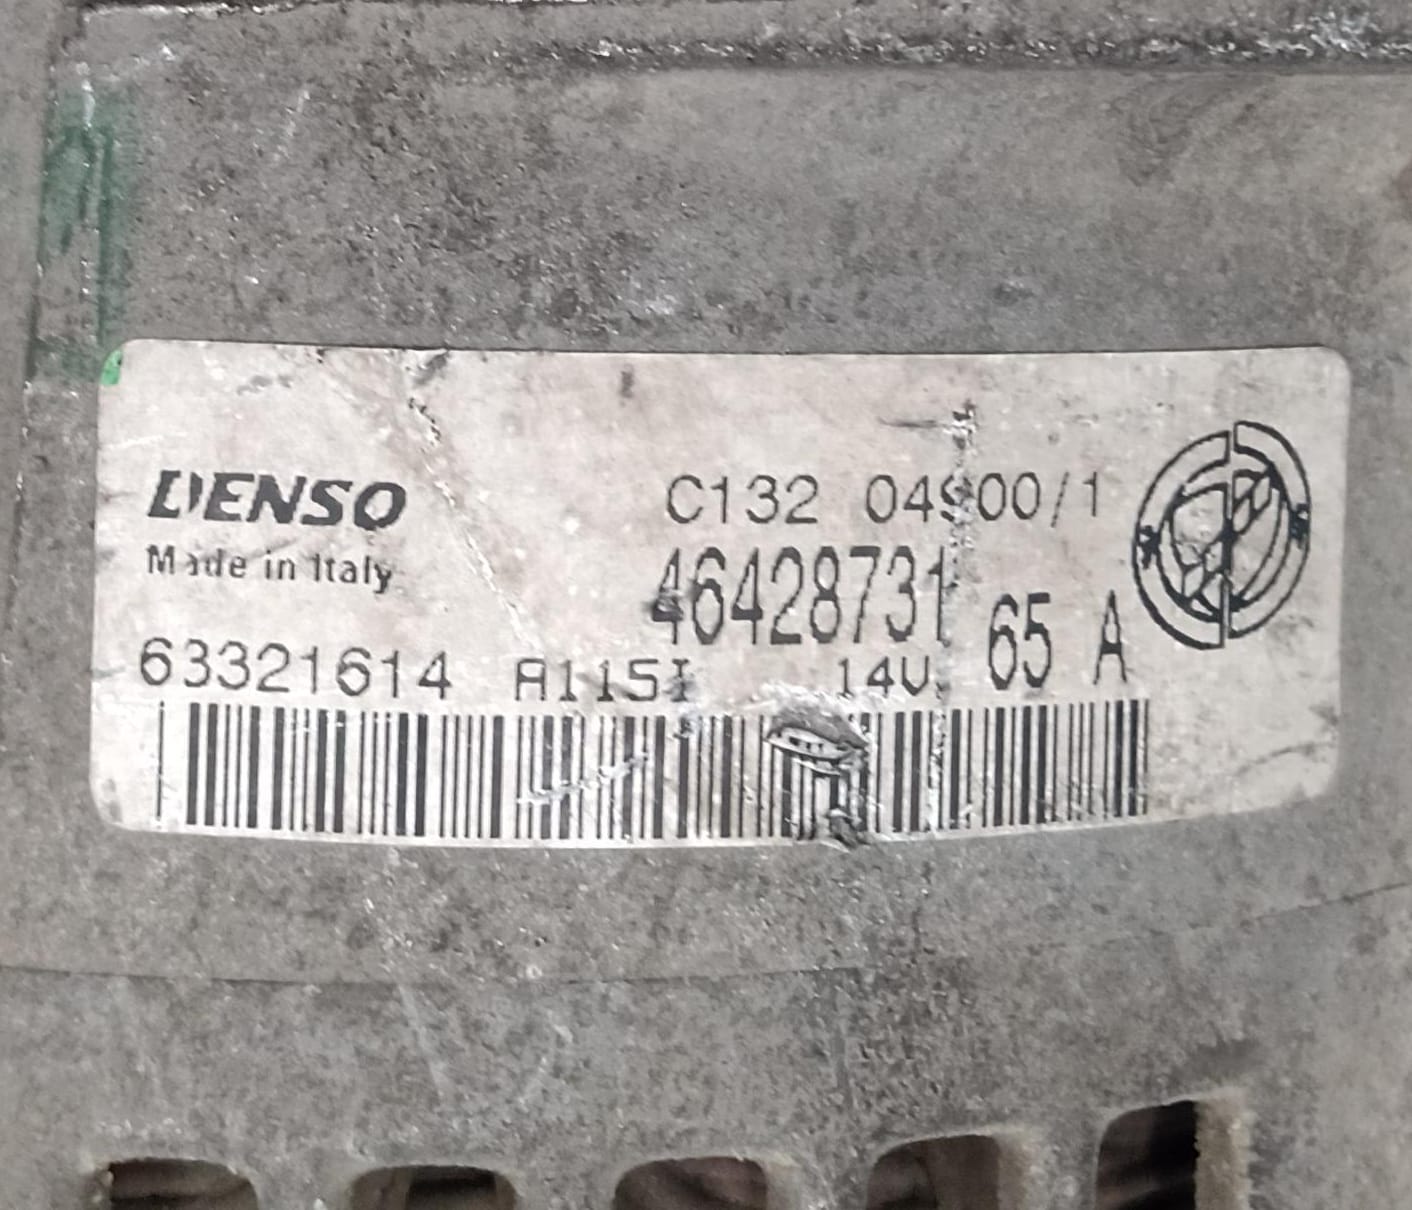 DENSO
Made in Italy
C132 04900/1
46428731
63321614 A115I 14V 65 A